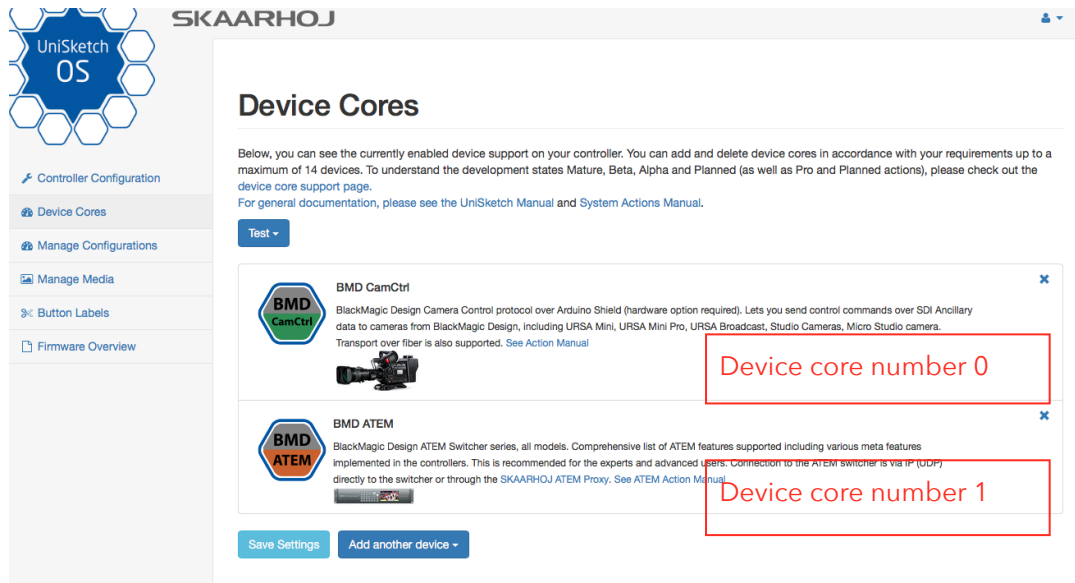 SKAARHOJ
UniSketch
OS
Controller Configuration
Device Cores
Manage Configurations
Manage Media
Button Labels
Firmware Overview
Device Cores
Below, you can see the currently enabled device support on your controller. You can add and delete device cores in accordance with your requirements up to a
maximum of 14 devices. To understand the development states Mature, Beta, Alpha and Planned (as well as Pro and Planned actions), please check out the
device core support page.
For general documentation, please see the UniSketch Manual and System Actions Manual.
Test
BMD
CamCtrl
BMD CamCtrl
BlackMagic Design Camera Control protocol over Arduino Shield (hardware option required). Lets you send control commands over SDI Ancillary
data to cameras from BlackMagic Design, including URSA Mini, URSA Mini Pro, URSA Broadcast, Studio Cameras, Micro Studio camera.
Transport over fiber is also supported. See Action Manual
Device core number 0
BMD
ATEM
BMD ATEM
BlackMagic Design ATEM Switcher series, all models. Comprehensive list of ATEM features supported including various meta features
implemented in the controllers. This is recommended for the experts and advanced users. Connection to the ATEM switcher is via IP (UDP)
directly to the switcher or through the SKAARHOJ ATEM Proxy. See ATEM Action Manual
Device core number 1
Save Settings
Add another device